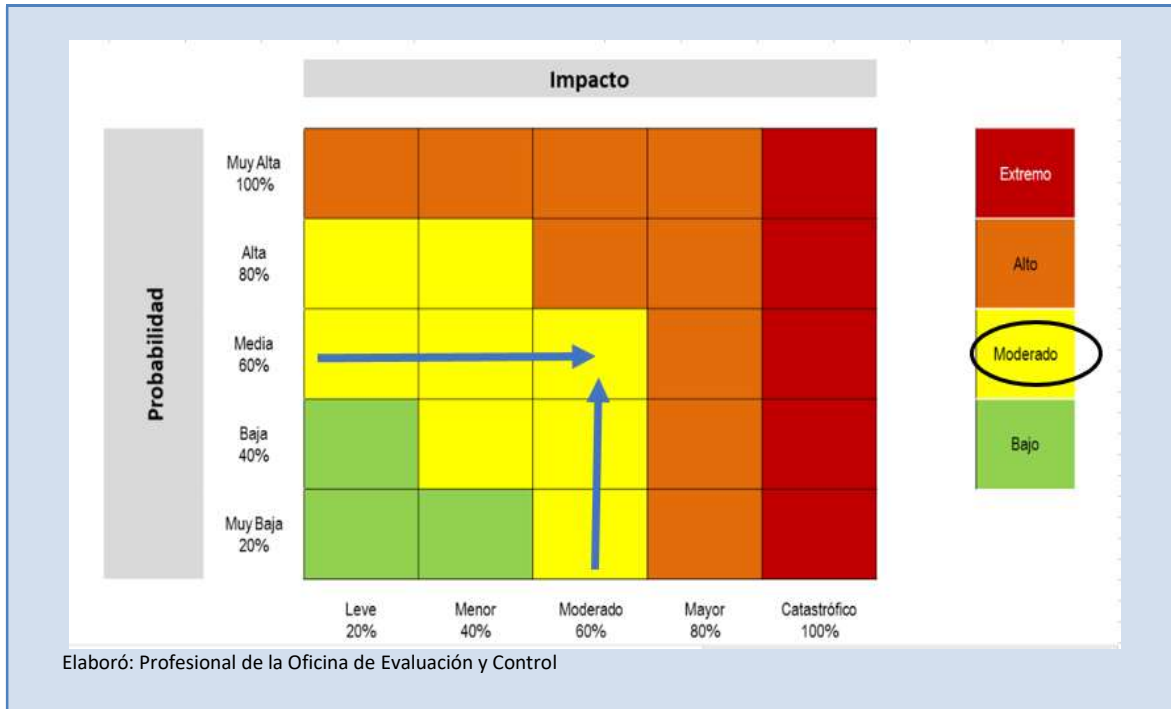 Impacto
Probabilidad
Muy Alta
100%
Alta
80%
Media
60%
Baja
40%
Muy Baja
20%
Leve
20%
Menor
40%
Moderado
60%
Mayor
80%
Catastrófico
100%
Extremo
Alto
Moderado
Bajo
Elaboró: Profesional de la Oficina de Evaluación y Control